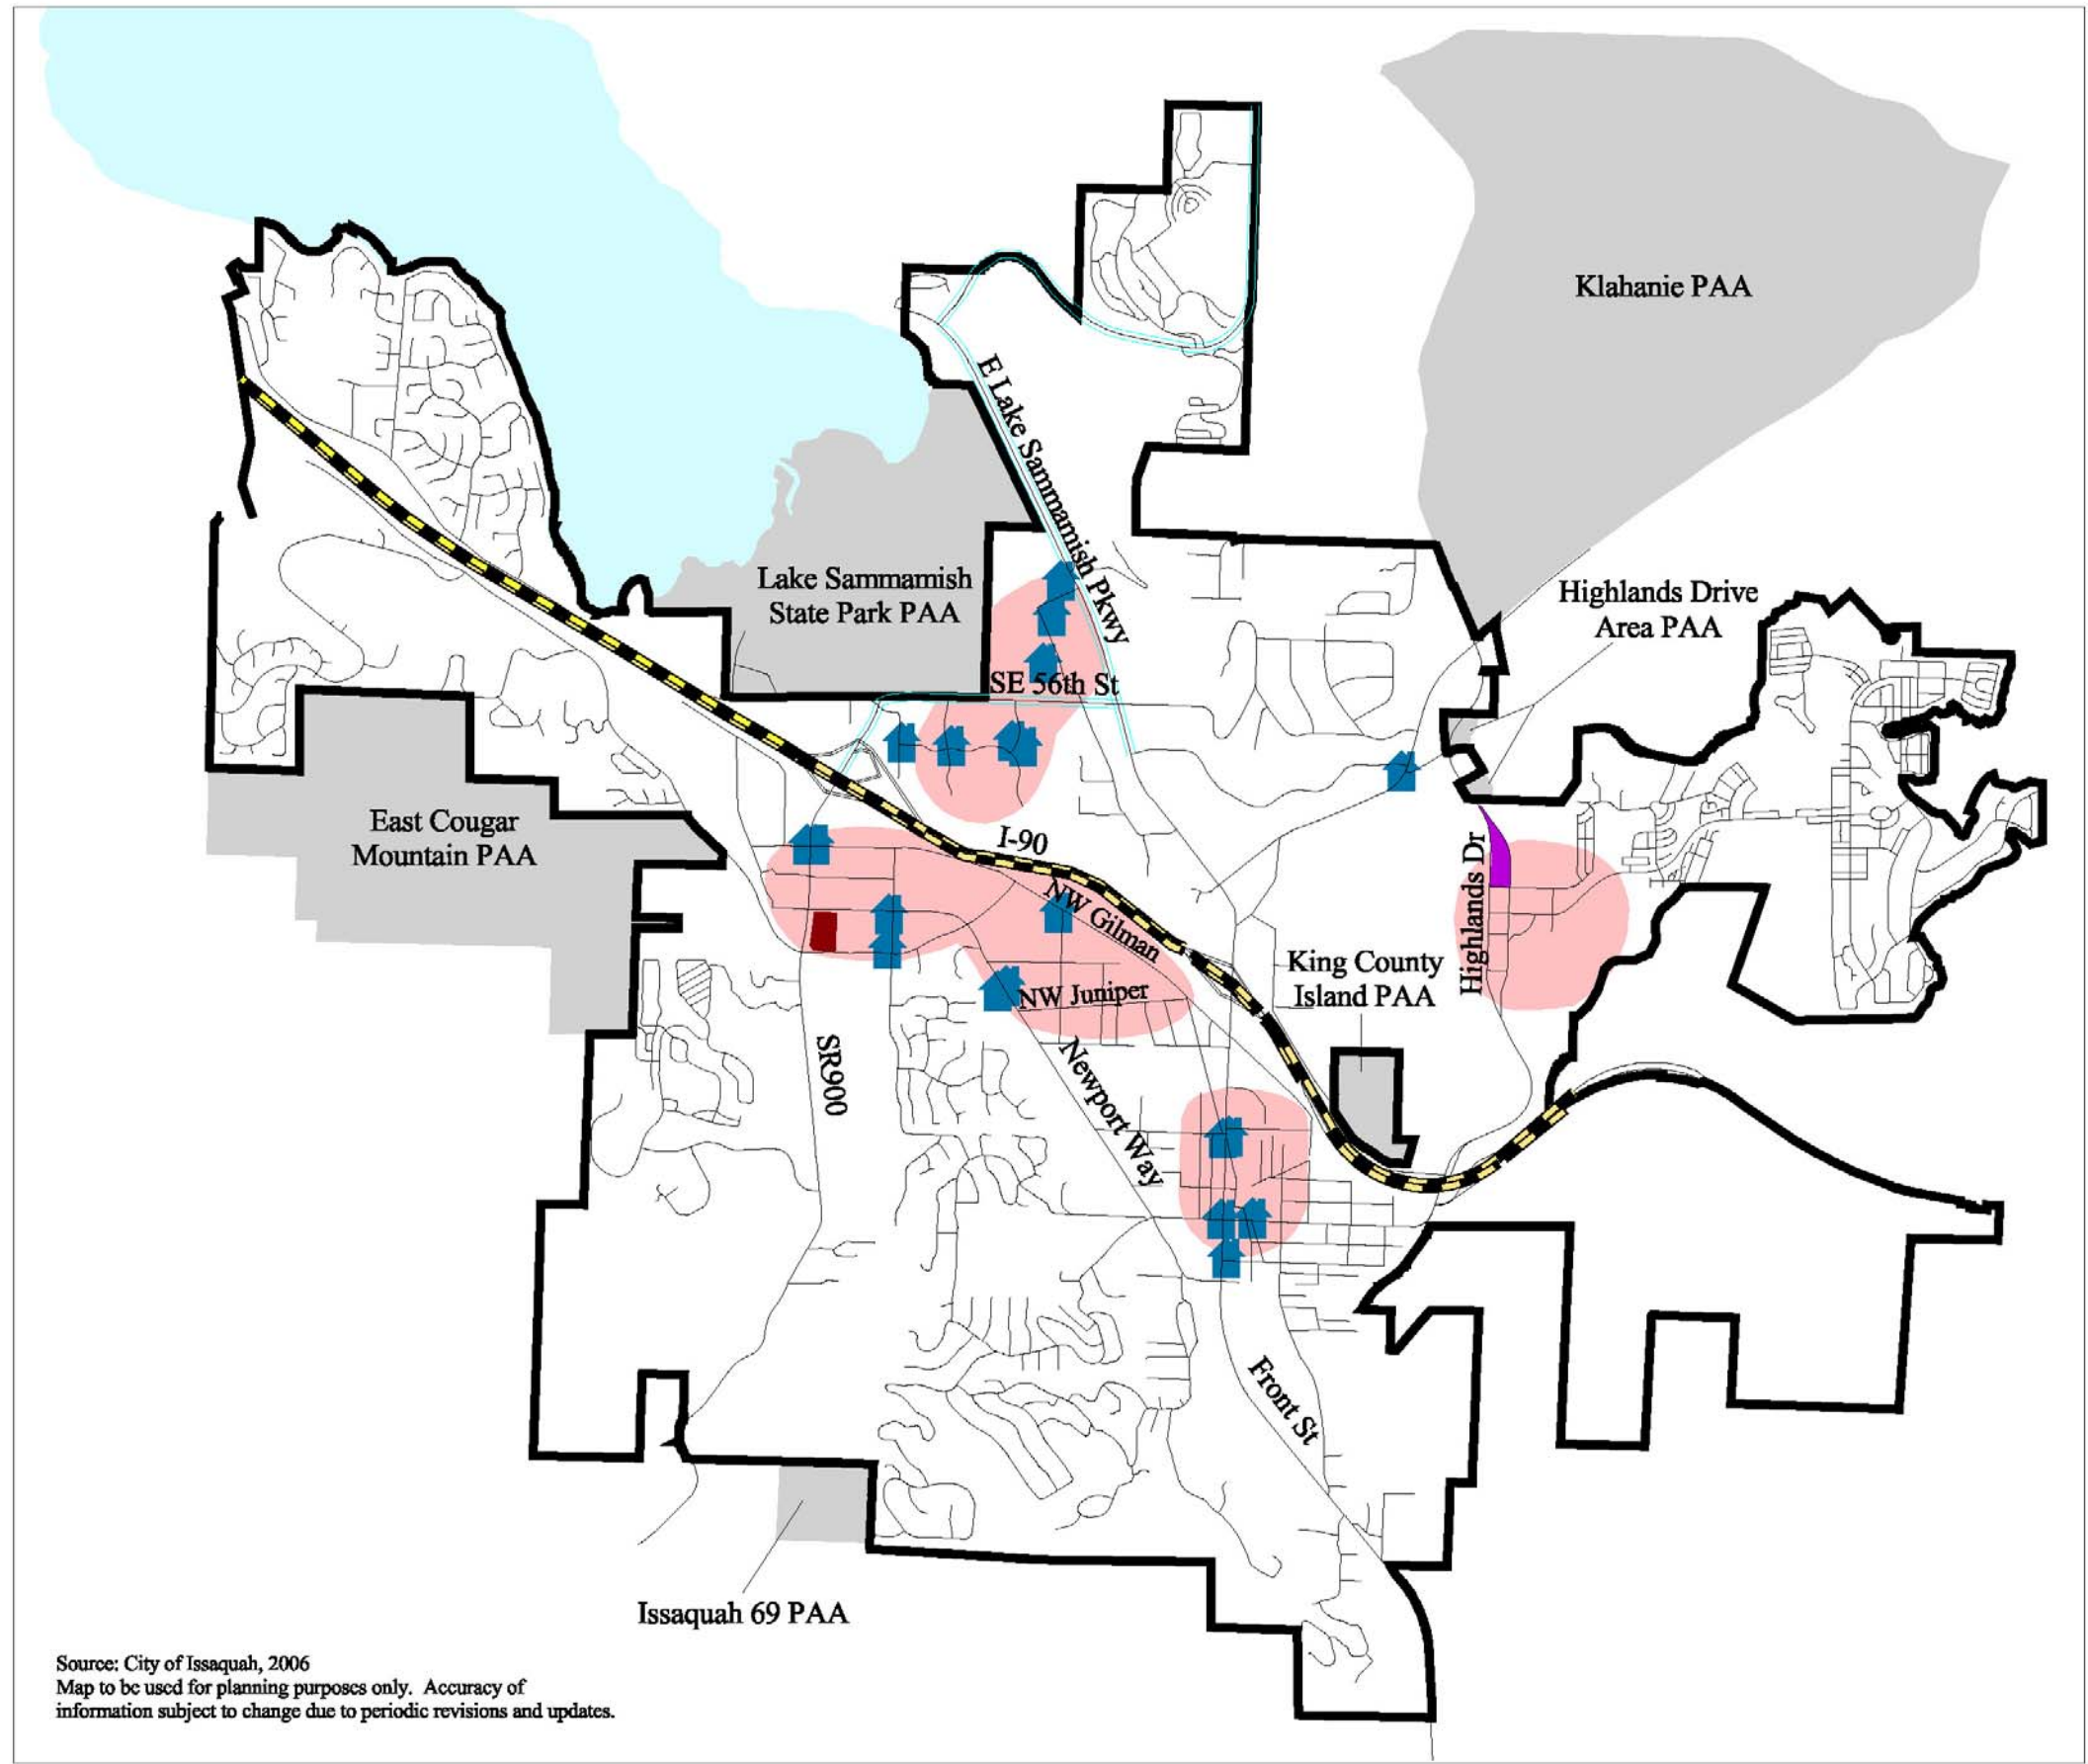 Klahanie PAA
E Lake Sammamish Pkwy
Lake Sammamish
State Park PAA
Highlands Drive
Area PAA
SE 56th St
East Cougar
Mountain PAA
I-90
NW Gilman
Highlands Dr
King County
Island PAA
NW Juniper
SR900
Newport Way
Front St
Issaquah 69 PAA
Source: City of Issaquah, 2006
Map to be used for planning purposes only. Accuracy of
information subject to change due to periodic revisions and updates.